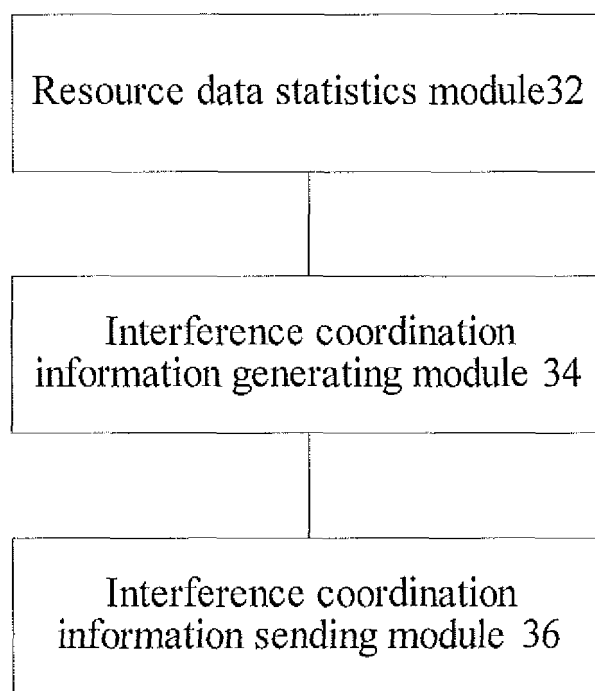 Resource data statistics module32
Interference coordination
information generating module 34
Interference coordination
information sending module 36